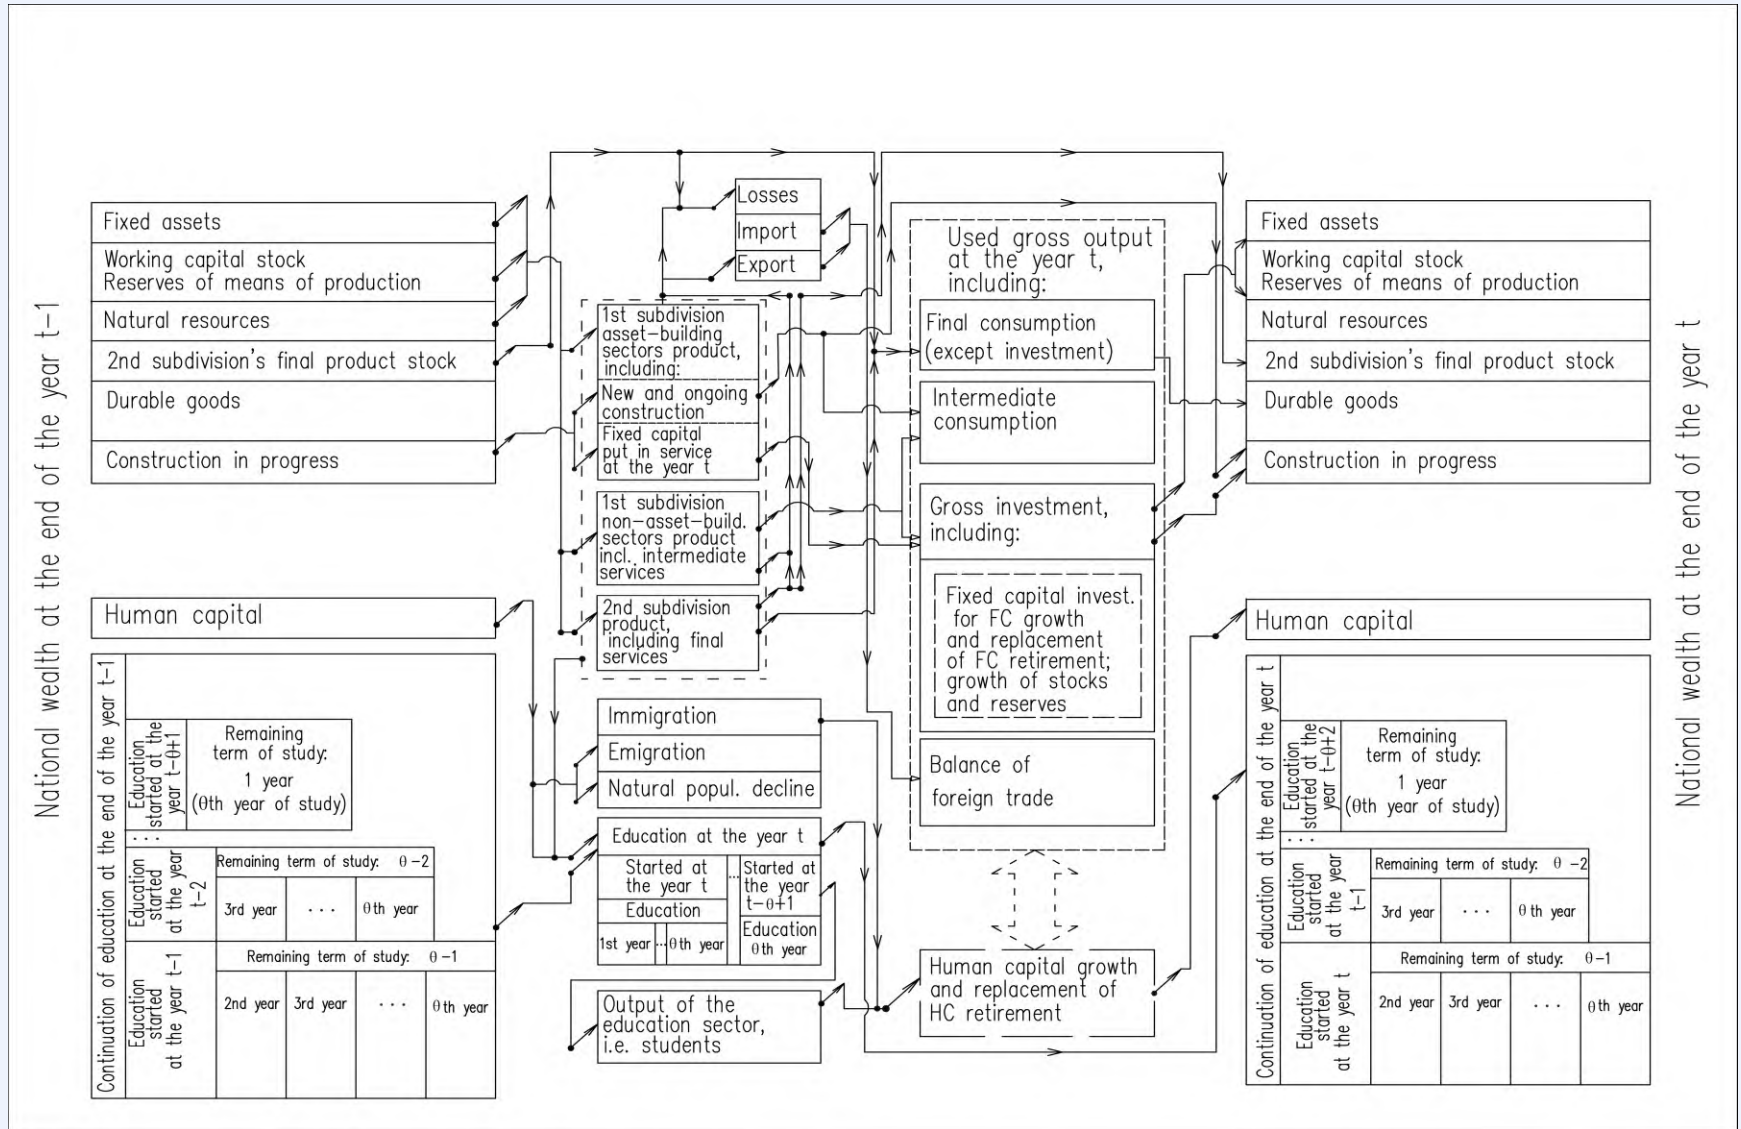 National wealth at the end of the year t-1
Fixed assets
Working capital stock
Reserves of means of production
Natural resources
2nd subdivision's final product stock
Durable goods
Construction in progress
Human capital
Continuation of education at the end of the year t-1
Education
started at the
year t-θ+1
Remaining
term of study:
1 year
(θth year of study)
...
Education
started
at the year
t-2
Remaining term of study: θ-2
3rd year
...
θth year
Education
started
at the year t-1
Remaining term of study: θ-1
2nd year
3rd year
...
θth year
Losses
Import
Export
1st subdivision
asset-building
sectors product,
including:
New and ongoing
construction
Fixed capital
put in service
at the year t
1st subdivision
non-asset-build.
sectors product
incl. intermediate
services
2nd subdivision
product,
including final
services
Immigration
Emigration
Natural popul. decline
Education at the year t
Started at
the year t
...
Started at
the year
t-θ+1
Education
1st year
...
θth year
Education
θth year
Output of the
education sector,
i.e. students
Used gross output
at the year t,
including:
Final consumption
(except investment)
Intermediate
consumption
Gross investment,
including:
Fixed capital invest.
for FC growth
and replacement
of FC retirement;
growth of stocks
and reserves
Balance of
foreign trade
Human capital growth
and replacement of
HC retirement
Fixed assets
Working capital stock
Reserves of means of production
Natural resources
2nd subdivision's final product stock
Durable goods
Construction in progress
Human capital
Continuation of education at the end of the year t
Education
started at the
year t-θ+2
Remaining
term of study:
1 year
(θth year of study)
...
Education
started
at the year
t-1
Remaining term of study: θ-2
3rd year
...
θth year
Education
started
at the year t
Remaining term of study: θ-1
2nd year
3rd year
...
θth year
National wealth at the end of the year t